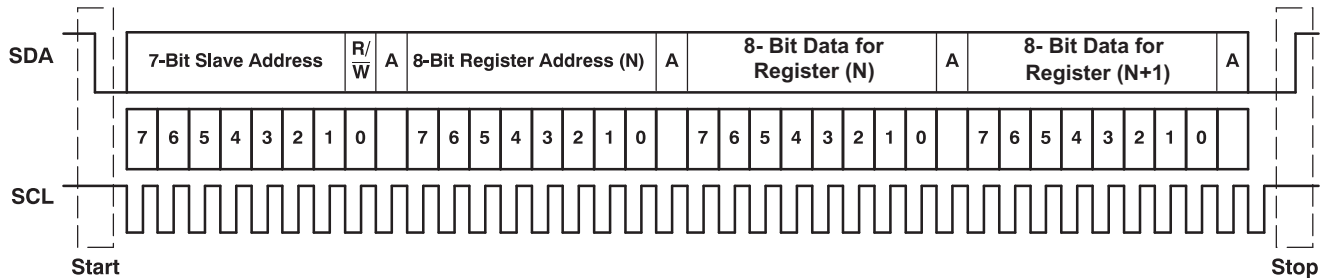 SDA
7-Bit Slave Address R/W̅ A 8-Bit Register Address (N) A 8- Bit Data for Register (N) A 8- Bit Data for Register (N+1) A
7 6 5 4 3 2 1 0 7 6 5 4 3 2 1 0 7 6 5 4 3 2 1 0 7 6 5 4 3 2 1 0
SCL
Start Stop